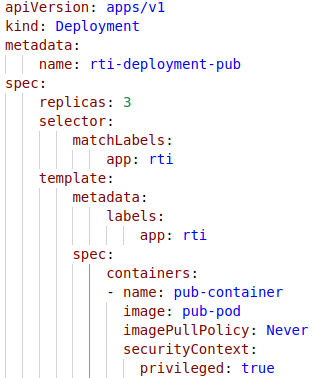 apiVersion: apps/v1
kind: Deployment
metadata:
    name: rti-deployment-pub
spec:
    replicas: 3
    selector:
        matchLabels:
            app: rti
    template:
        metadata:
            labels:
                app: rti
        spec:
            containers:
            - name: pub-container
              image: pub-pod
              imagePullPolicy: Never
              securityContext:
                privileged: true